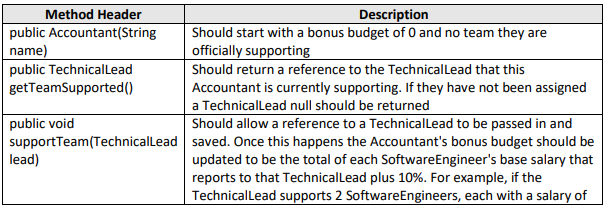 Method Header Description
public Accountant(String name) Should start with a bonus budget of 0 and no team they are
officially supporting
public TechnicalLead getTeamSupported() Should return a reference to the TechnicalLead that this
Accountant is currently supporting. If they have not been assigned
a TechnicalLead null should be returned
public void supportTeam(TechnicalLead lead) Should allow a reference to a TechnicalLead to be passed in and
saved. Once this happens the Accountant's bonus budget should be
updated to be the total of each SoftwareEngineer's base salary that
reports to that TechnicalLead plus 10%. For example, if the
TechnicalLead supports 2 SoftwareEngineers, each with a salary of